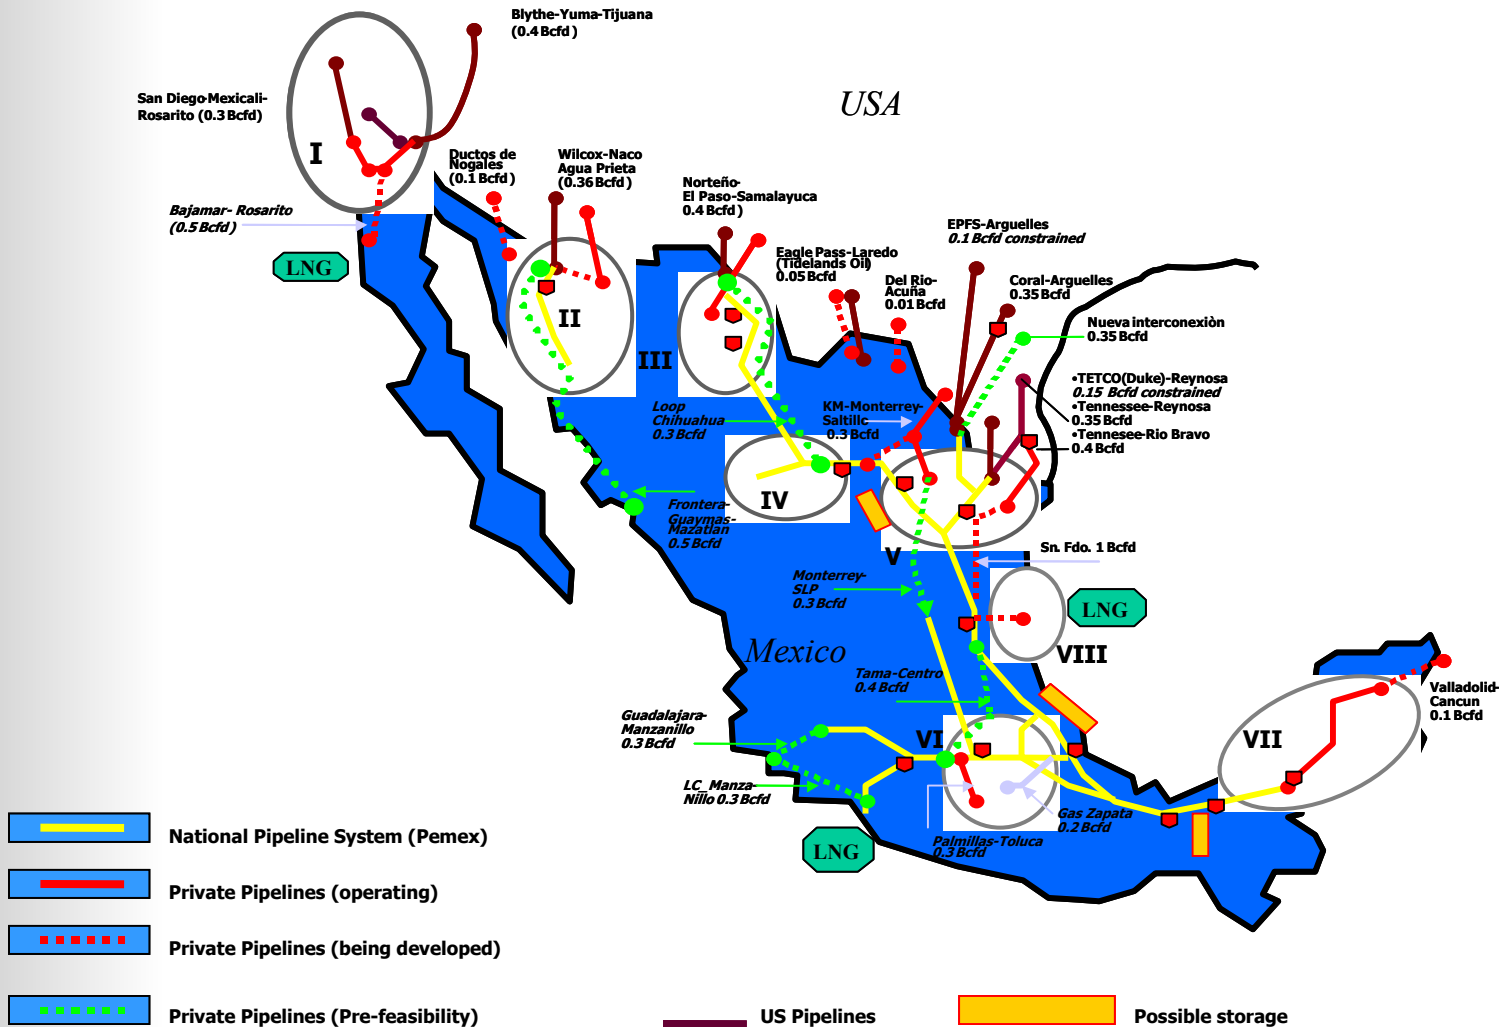 Blythe-Yuma-Tijuana
(0.4 Bcfd )
San Diego-Mexicali-
Rosarito (0.3 Bcfd)
USA
I
Ductos de
Nogales
(0.1 Bcfd )
Wilcox-Naco
Agua Prieta
(0.36 Bcfd )
Norteño-
El Paso-Samalayuca
0.4 Bcfd )
Bajamar- Rosarito
(0.5 Bcfd )
LNG
Eagle Pass-Laredo
(Tidelands Oil)
0.05 Bcfd
EPFS-Arguelles
0.1 Bcfd constrained
Del Rio-
Acuña
0.01 Bcfd
Coral-Arguelles
0.35 Bcfd
Nueva interconexiòn
0.35 Bcfd
II
III
•TETCO(Duke)-Reynosa
0.15 Bcfd constrained
•Tennessee-Reynosa
0.35 Bcfd
•Tennesee-Rio Bravo
0.4 Bcfd
Loop
Chihuahua
0.3 Bcfd
KM-Monterrey-
Saltillo
0.3 Bcfd
IV
Frontera-
Guaymas-
Mazatlan
0.5 Bcfd
V
Sn. Fdo. 1 Bcfd
Monterrey-
SLP
0.3 Bcfd
LNG
VIII
Mexico
Tama-Centro
0.4 Bcfd
Valladolid-
Cancun
0.1 Bcfd
Guadalajara-
Manzanillo
0.3 Bcfd
VI
VII
LC_Manza-
Nillo 0.3 Bcfd
Gas Zapata
0.2 Bcfd
Palmillas-Toluca
0.3 Bcfd
LNG
National Pipeline System (Pemex)
Private Pipelines (operating)
Private Pipelines (being developed)
Private Pipelines (Pre-feasibility)
US Pipelines
Possible storage